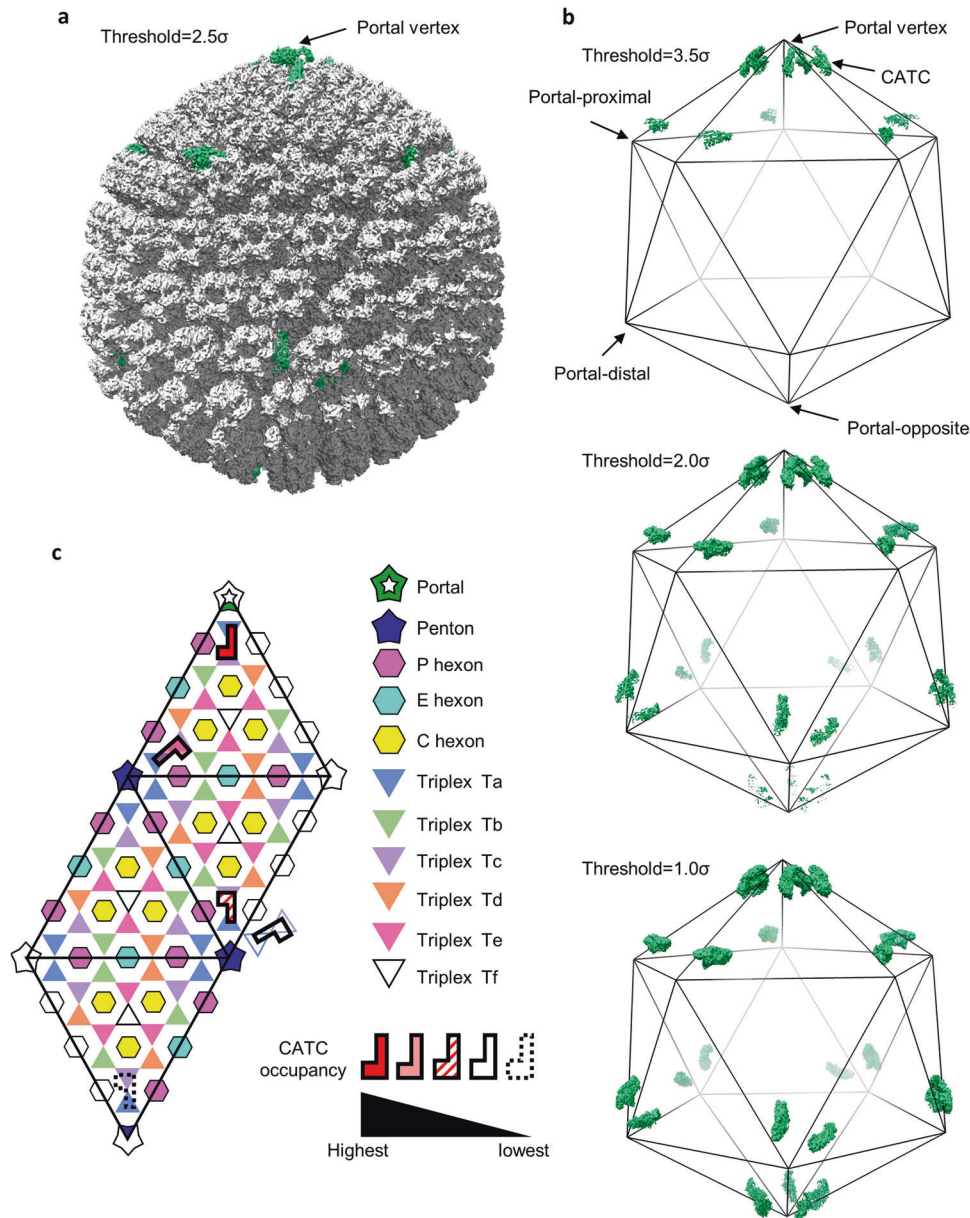 a
Threshold=2.5σ
Portal vertex
b
Portal vertex
Threshold=3.5σ
CATC
Portal-proximal
Portal-distal
Portal-opposite
Threshold=2.0σ
Threshold=1.0σ
c
Portal
Penton
P hexon
E hexon
C hexon
Triplex Ta
Triplex Tb
Triplex Tc
Triplex Td
Triplex Te
Triplex Tf
CATC
occupancy
Highest
lowest